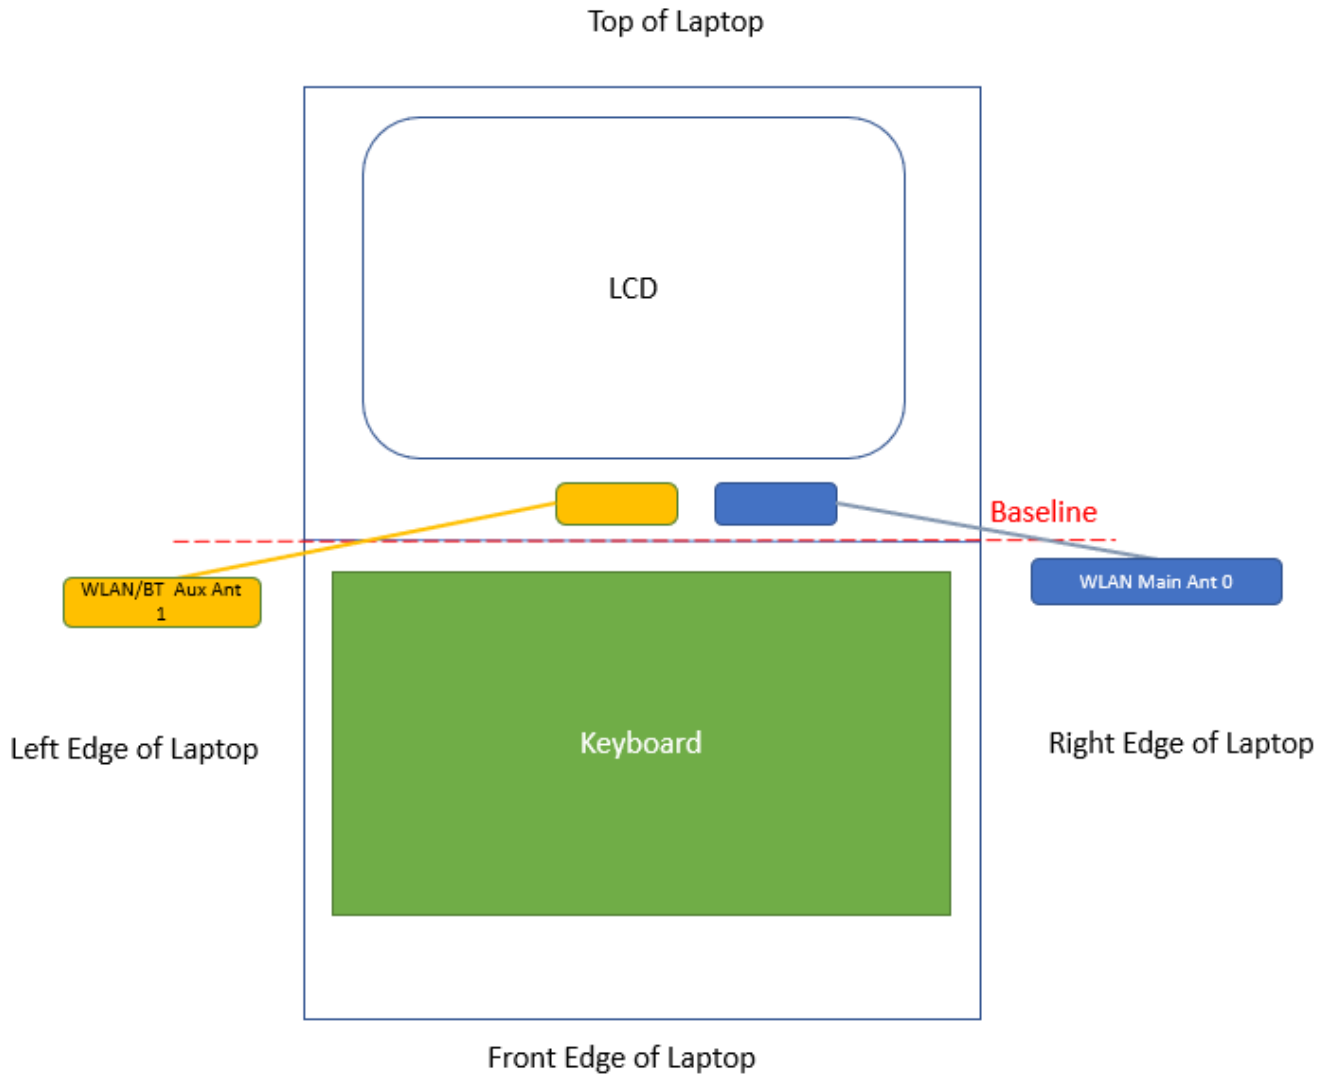 Top of Laptop
LCD
Baseline
WLAN/BT Aux Ant
1
WLAN Main Ant 0
Left Edge of Laptop
Keyboard
Right Edge of Laptop
Front Edge of Laptop